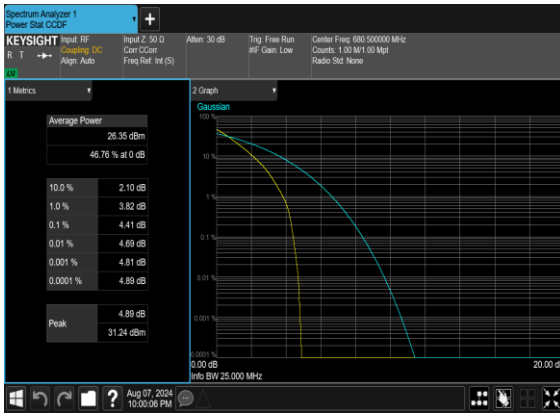 Spectrum Analyzer 1
Power Stat CCDF
+
KEYSIGHT
R T
LNI
Input: RF
Coupling: DC
Align: Auto
Input Z: 50 Ω
Corr CCorr
Freq Ref: Int (S)
Atten: 30 dB
Trig: Free Run
#IF Gain: Low
Center Freq: 680.500000 MHz
Counts: 1.00 M/1.00 Mpt
Radio Std: None
1 Metrics
Average Power
26.35 dBm
46.76 % at 0 dB
10.0 % 2.10 dB
1.0 % 3.82 dB
0.1 % 4.41 dB
0.01 % 4.69 dB
0.001 % 4.81 dB
0.0001 % 4.89 dB
Peak
4.89 dB
31.24 dBm
2 Graph
Gaussian
100 %
10 %
1 %
0.1 %
0.01 %
0.001 %
0.0001 %
0.00 dB
20.00 d
Info BW 25.000 MHz
?
Aug 07, 2024
10:00:06 PM